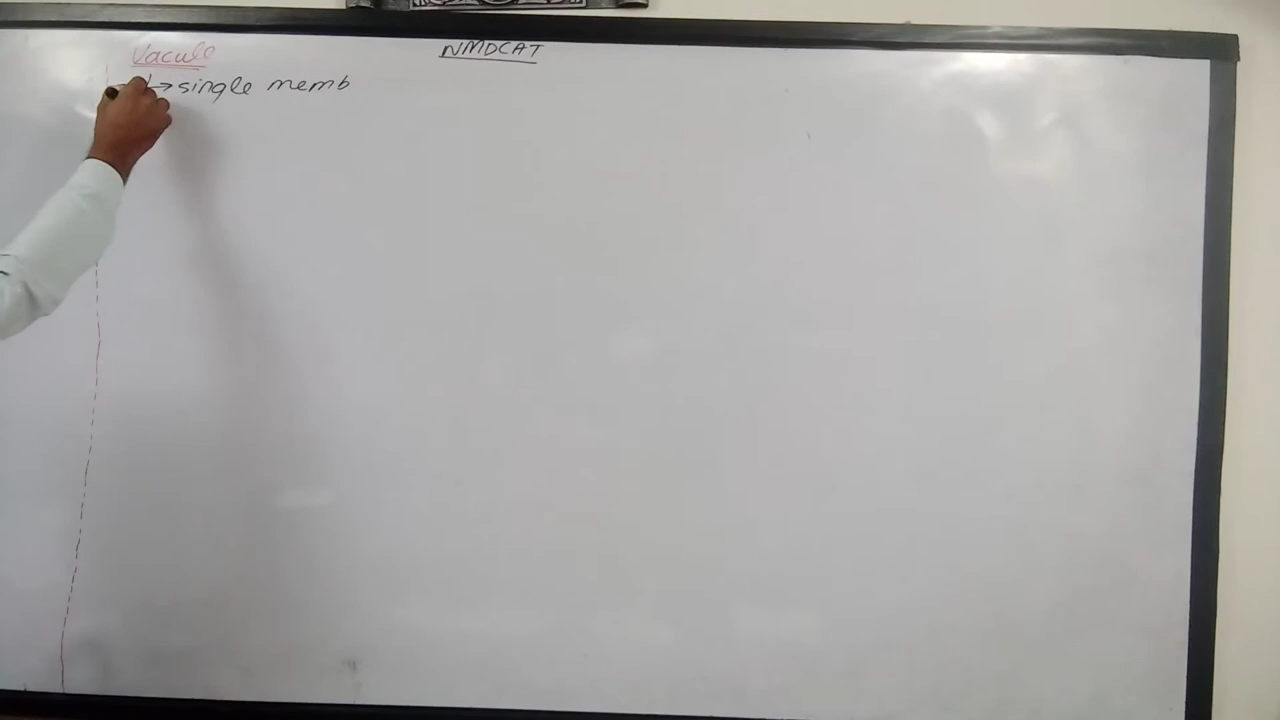 Vacule NMDCAT
→ single memb